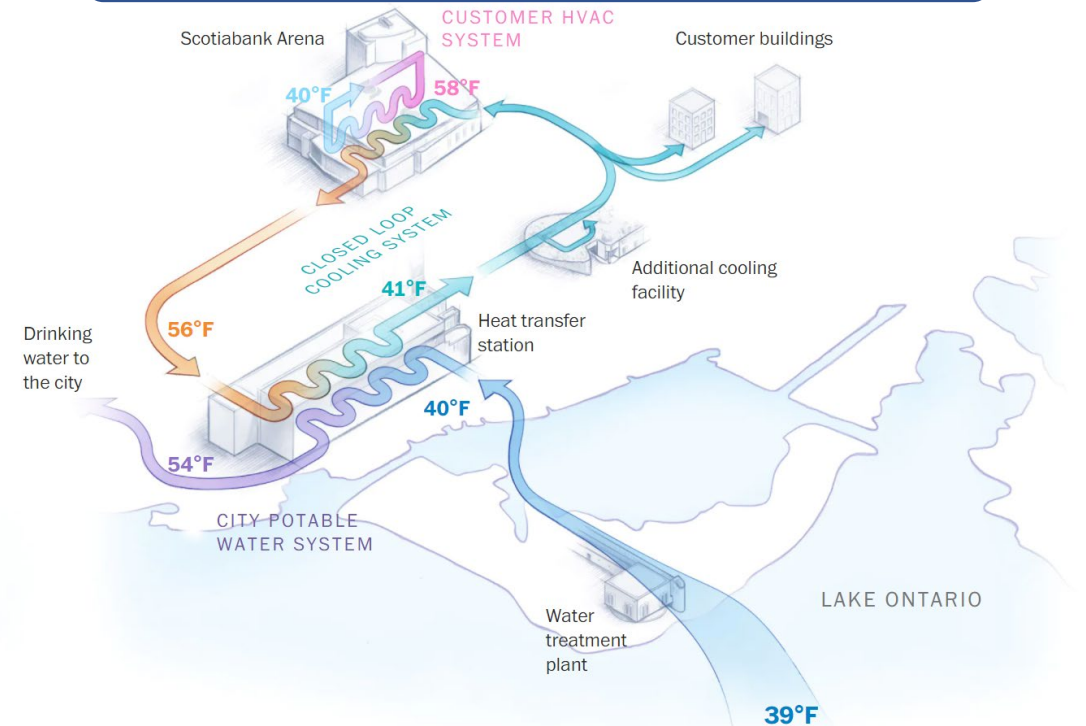 CUSTOMER HVAC
SYSTEM
Scotiabank Arena
Customer buildings
40°F
58°F
CLOSED LOOP
COOLING SYSTEM
Additional cooling
facility
41°F
Heat transfer
station
56°F
Drinking
water to
the city
40°F
54°F
CITY POTABLE
WATER SYSTEM
LAKE ONTARIO
Water
treatment
plant
39°F